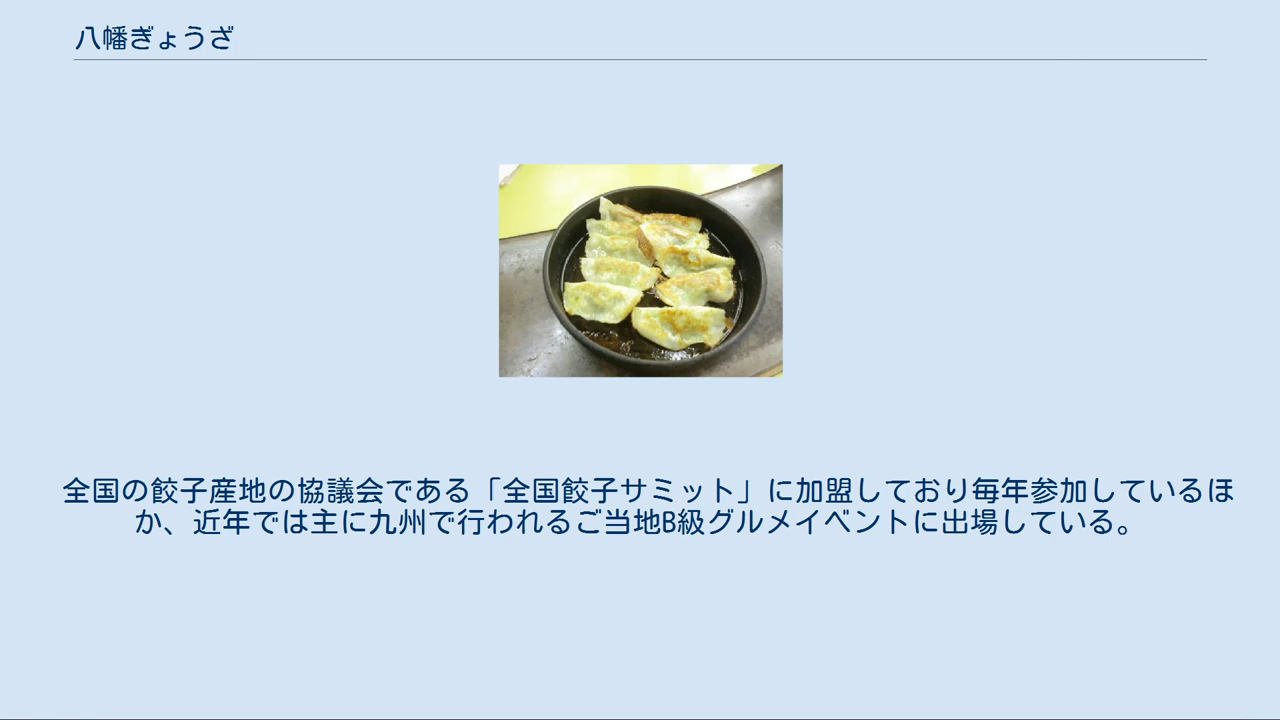 八幡ぎょうざ
全国の餃子産地の協議会である「全国餃子サミット」に加盟しており毎年参加しているほ
か、近年では主に九州で行われるご当地B級グルメイベントに出場している。